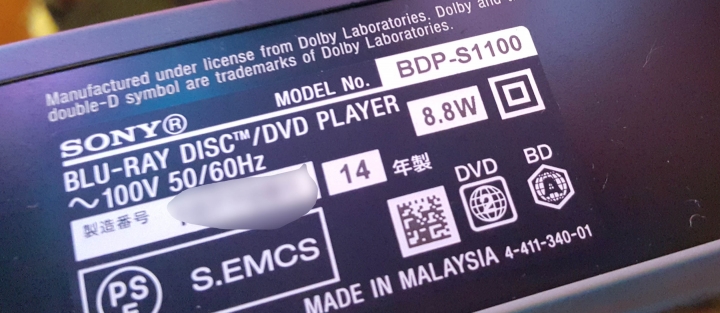 Manufactured under license from Dolby Laboratories. Dolby and
double-D symbol are trademarks of Dolby Laboratories.
MODEL No. BDP-S1100
SONY®
BLU-RAY DISC™/DVD PLAYER 8.8W
～100V 50/60Hz
製造番号 14 年製
DVD
2
BD
PS
E
S.EMCS
MADE IN MALAYSIA 4-411-340-01